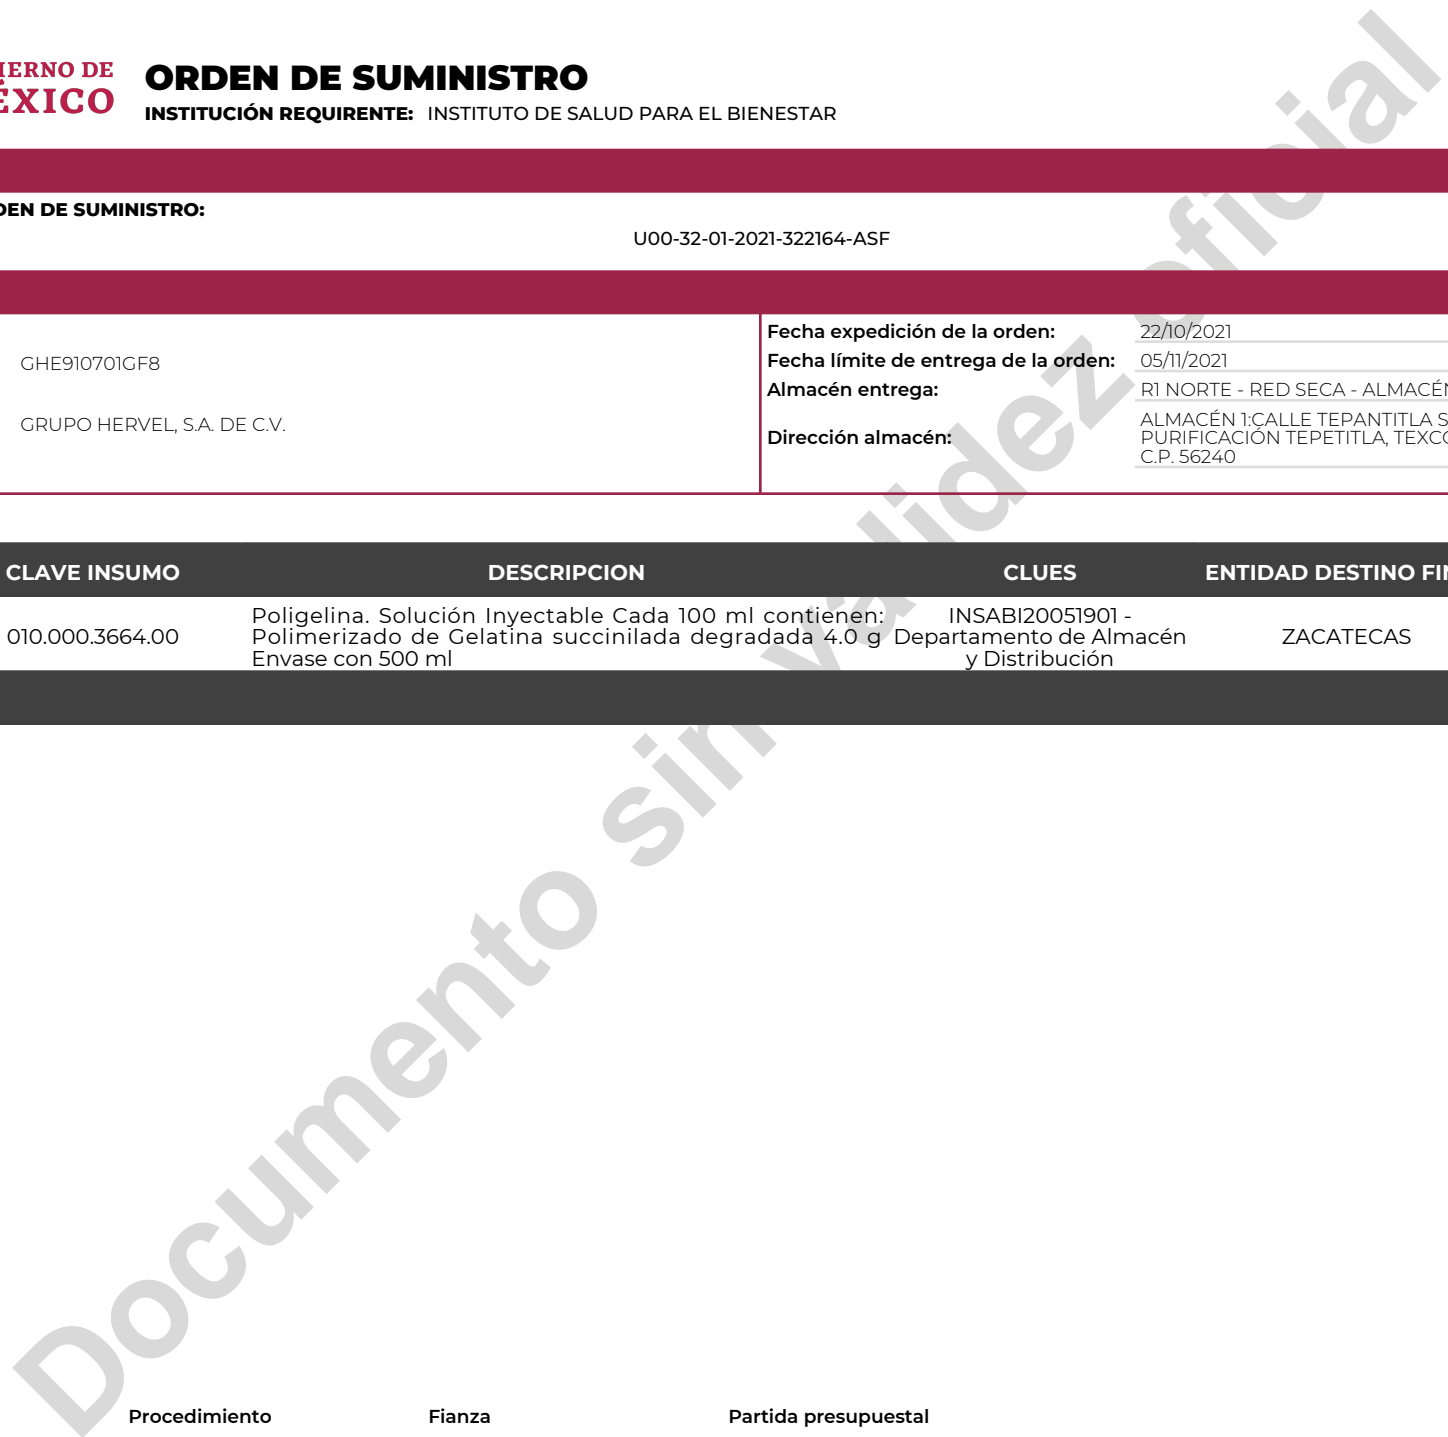 IERNO DE
ÉXICO
ORDEN DE SUMINISTRO
INSTITUCIÓN REQUIRENTE: INSTITUTO DE SALUD PARA EL BIENESTAR
DEN DE SUMINISTRO:
U00-32-01-2021-322164-ASF
GHE910701GF8
GRUPO HERVEL, S.A. DE C.V.
Fecha expedición de la orden: 22/10/2021
Fecha límite de entrega de la orden: 05/11/2021
Almacén entrega: R1 NORTE - RED SECA - ALMACÉN
Dirección almacén: ALMACÉN 1:CALLE TEPANTITLA S
PURIFICACIÓN TEPETITLA, TEXCO
C.P. 56240
CLAVE INSUMO DESCRIPCION CLUES ENTIDAD DESTINO FIN
010.000.3664.00
Poligelina. Solución Inyectable Cada 100 ml contienen:
Polimerizado de Gelatina succinilada degradada 4.0 g
Envase con 500 ml
INSABI20051901 -
Departamento de Almacén
y Distribución
ZACATECAS
Documento sin validez oficial
Procedimiento Fianza Partida presupuestal